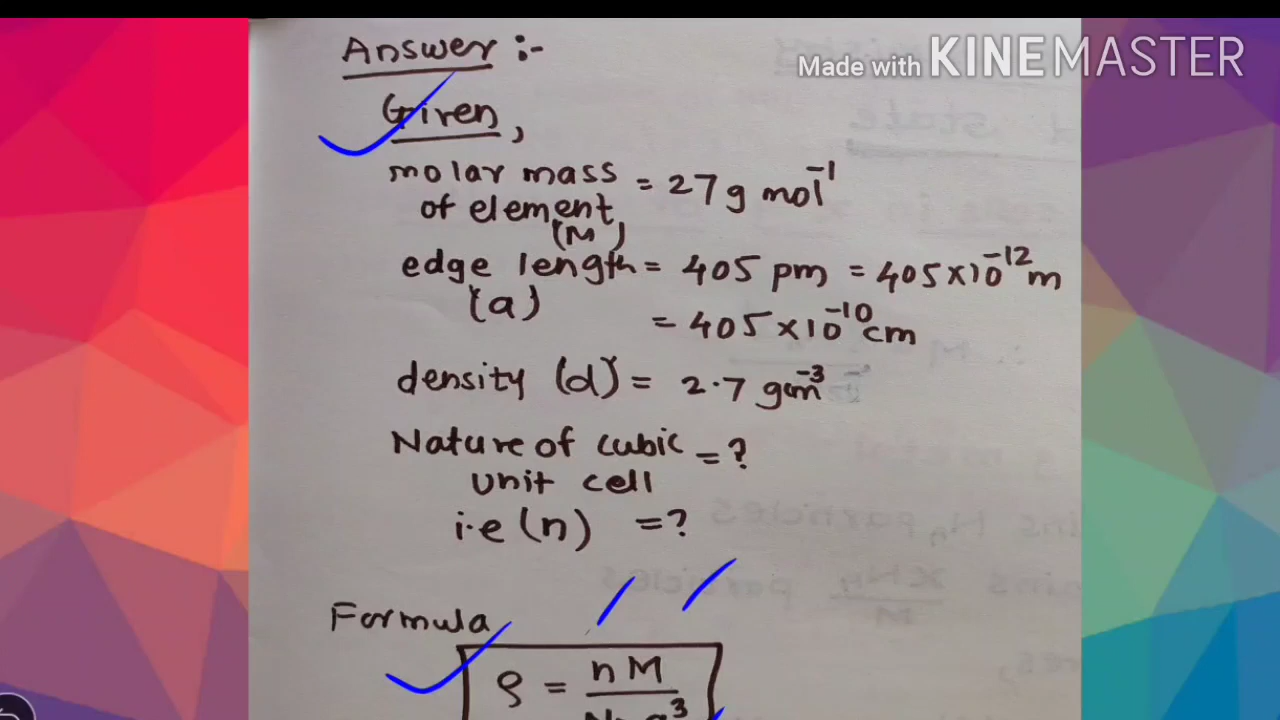 Made with KINEMASTER
Answer :-
Given,
molar mass of element (M) = 27 g mol⁻¹
edge length (a) = 405 pm = 405×10⁻¹² m
= 405×10⁻¹⁰ cm
density (d) = 2.7 gcm⁻³
Nature of cubic unit cell = ?
i.e (n) = ?
Formula
ρ = nM / a³